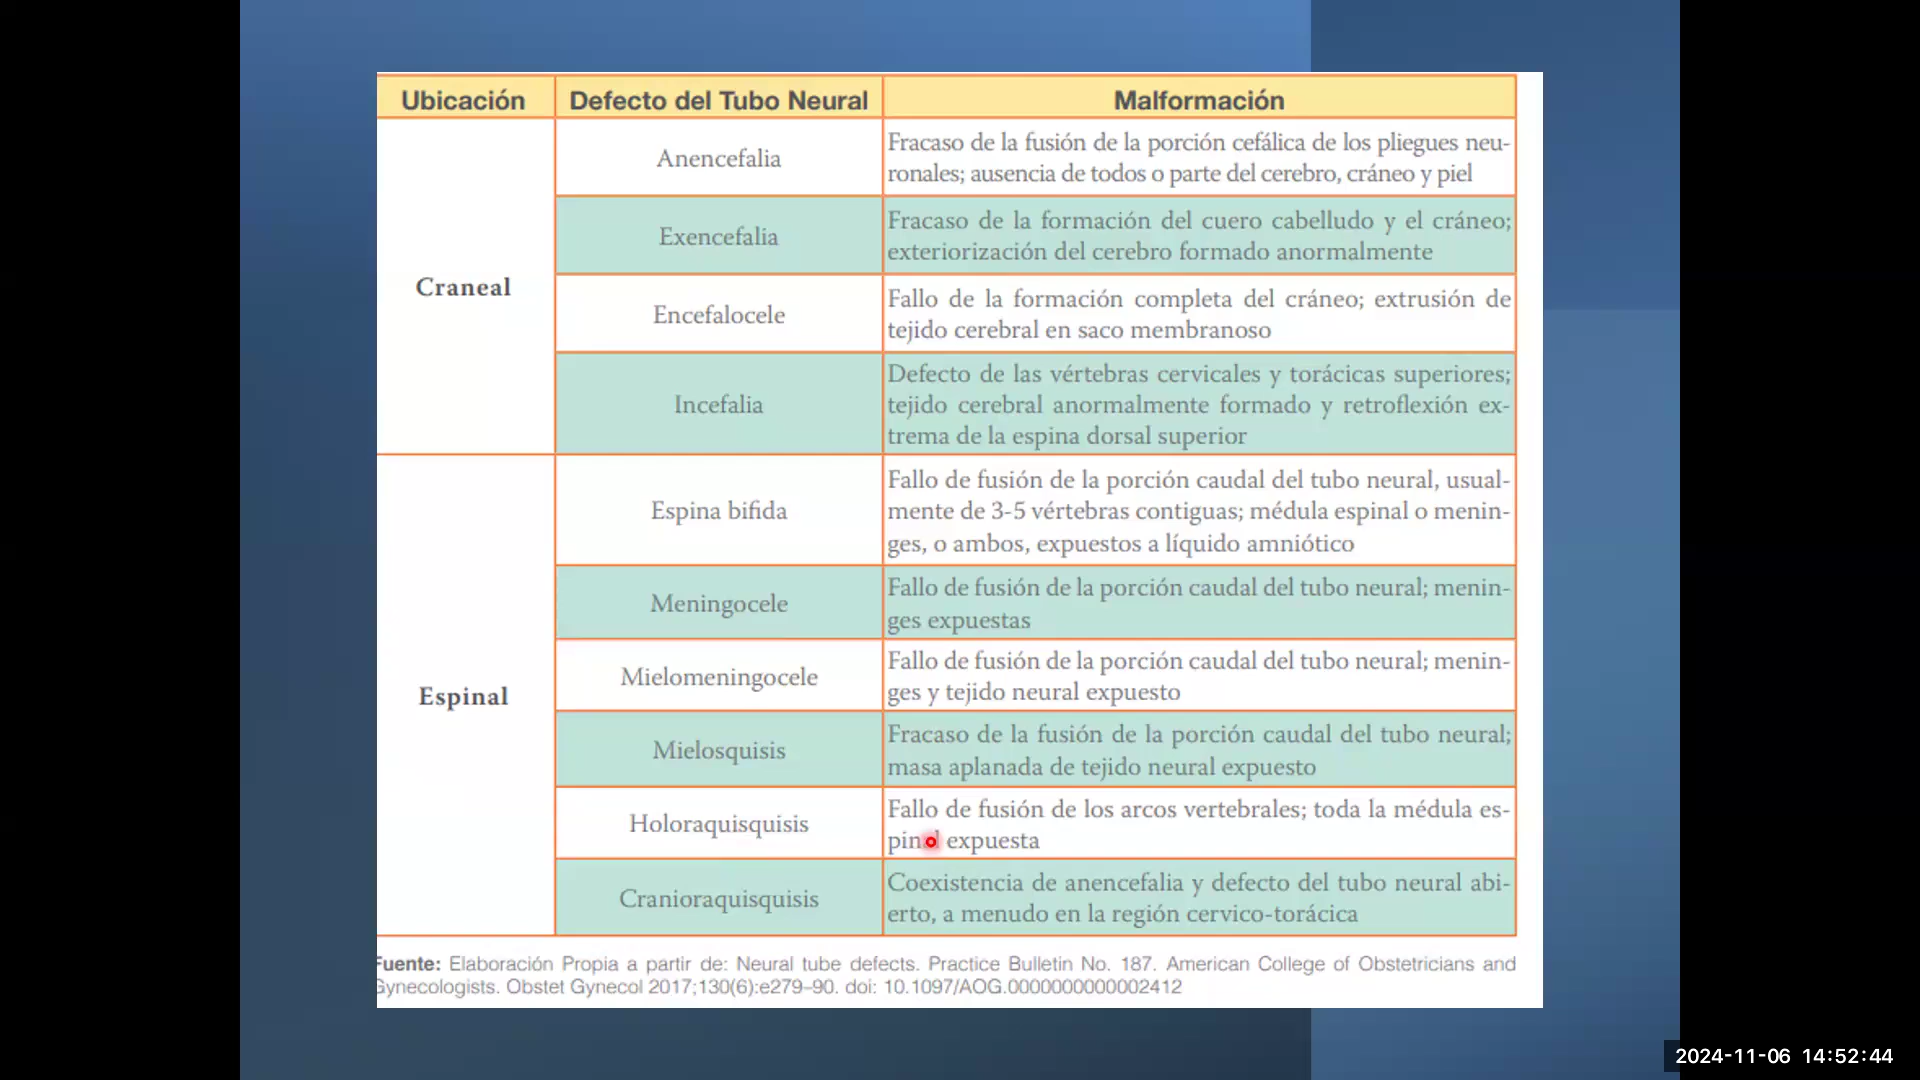 Ubicación Defecto del Tubo Neural Malformación
Craneal
Anencefalia
Fracaso de la fusión de la porción cefálica de los pliegues neu-
ronales; ausencia de todos o parte del cerebro, cráneo y piel
Exencefalia
Fracaso de la formación del cuero cabelludo y el cráneo;
exteriorización del cerebro formado anormalmente
Encefalocele
Fallo de la formación completa del cráneo; extrusión de
tejido cerebral en saco membranoso
Incefalia
Defecto de las vértebras cervicales y torácicas superiores;
tejido cerebral anormalmente formado y retroflexión ex-
trema de la espina dorsal superior
Espinal
Espina bifida
Fallo de fusión de la porción caudal del tubo neural, usual-
mente de 3-5 vértebras contiguas; médula espinal o menin-
ges, o ambos, expuestos a líquido amniótico
Meningocele
Fallo de fusión de la porción caudal del tubo neural; menin-
ges expuestas
Mielomeningocele
Fallo de fusión de la porción caudal del tubo neural; menin-
ges y tejido neural expuesto
Mielosquisis
Fracaso de la fusión de la porción caudal del tubo neural;
masa aplanada de tejido neural expuesto
Holoraquisquisis
Fallo de fusión de los arcos vertebrales; toda la médula es-
pinal expuesta
Cranioraquisquisis
Coexistencia de anencefalia y defecto del tubo neural abi-
erto, a menudo en la región cervico-torácica
Fuente: Elaboración Propia a partir de: Neural tube defects. Practice Bulletin No. 187. American College of Obstetricians and
Gynecologists. Obstet Gynecol 2017;130(6):e279–90. doi: 10.1097/AOG.0000000000002412
2024-11-06 14:52:44